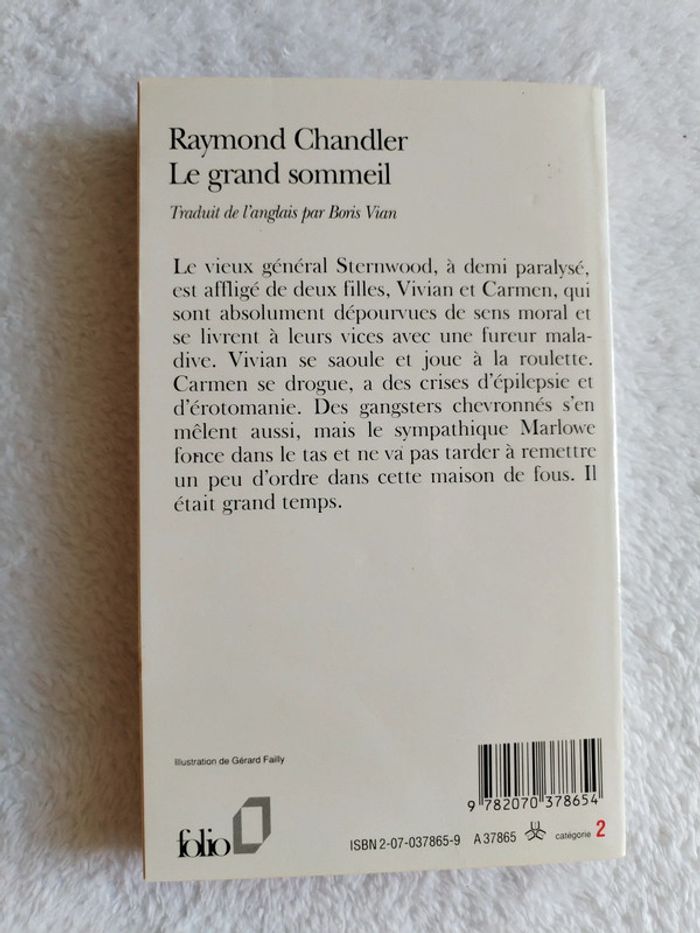 Raymond Chandler
Le grand sommeil
Traduit de l'anglais par Boris Vian
Le vieux général Sternwood, à demi paralysé,
est affligé de deux filles, Vivian et Carmen, qui
sont absolument dépourvues de sens moral et
se livrent à leurs vices avec une fureur mala-
dive. Vivian se saoule et joue à la roulette.
Carmen se drogue, a des crises d'épilepsie et
d'érotomanie. Des gangsters chevronnés s'en
mêlent aussi, mais le sympathique Marlowe
fonce dans le tas et ne va pas tarder à remettre
un peu d'ordre dans cette maison de fous. Il
était grand temps.
Illustration de Gérard Failly
9 782070 378654
folio
ISBN 2-07-037865-9 A 37865 catégorie 2